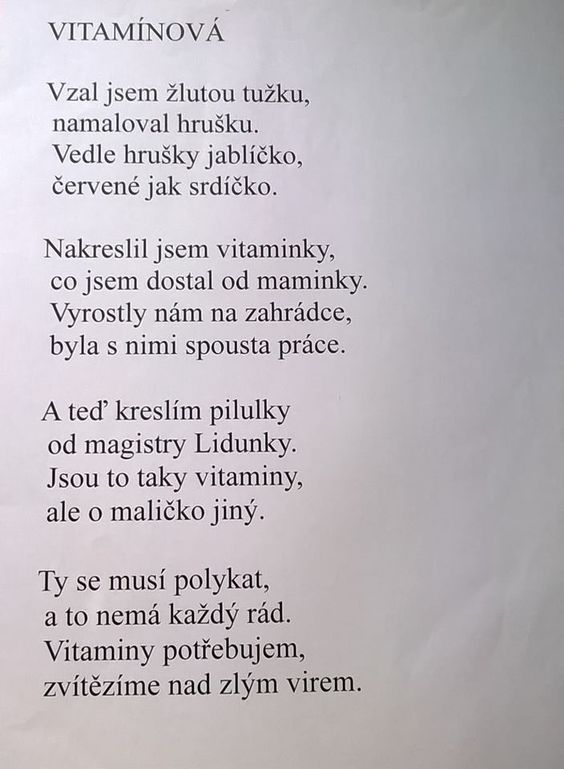 VITAMÍNOVÁ
Vzal jsem žlutou tužku,
namaloval hrušku.
Vedle hrušky jablíčko,
červené jak srdíčko.
Nakreslil jsem vitaminky,
co jsem dostal od maminky.
Vyrostly nám na zahrádce,
byla s nimi spousta práce.
A teď kreslím pilulky
od magistry Lidunky.
Jsou to taky vitaminy,
ale o maličko jiný.
Ty se musí polykat,
a to nemá každý rád.
Vitaminy potřebujem,
zvítězíme nad zlým virem.